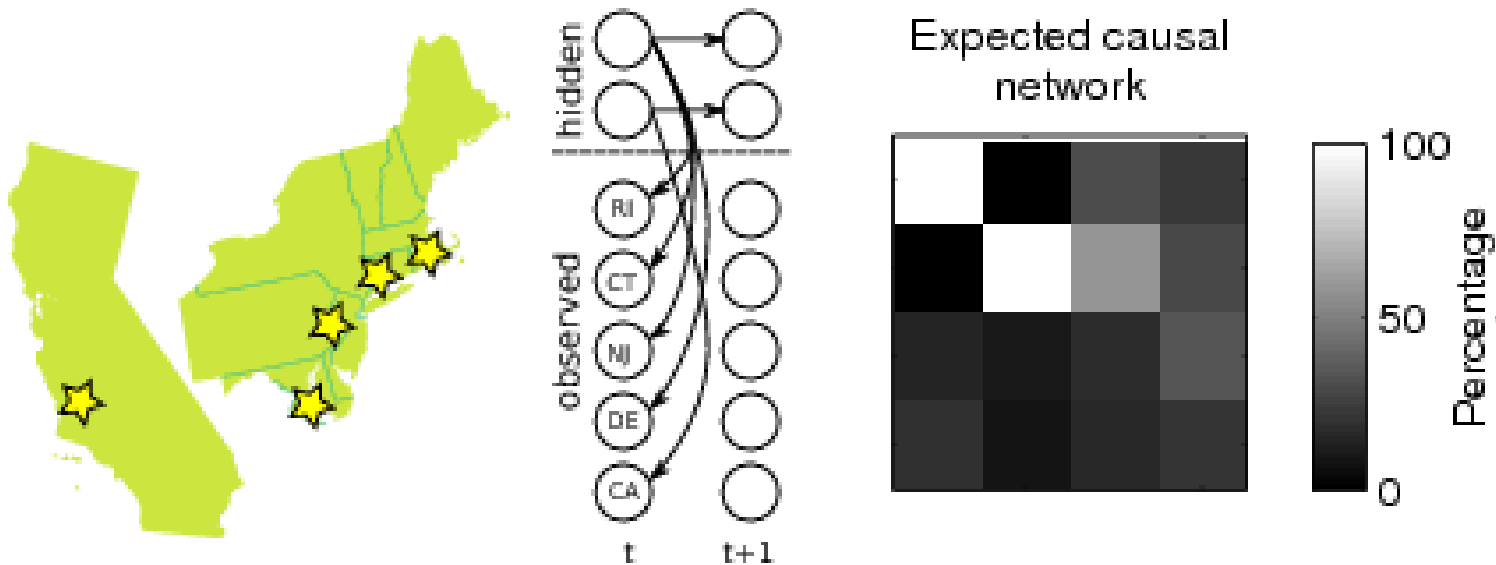 hidden
observed
RI
CT
NJ
DE
CA
t
t+1
Expected causal
network
100
50
0
Percentage